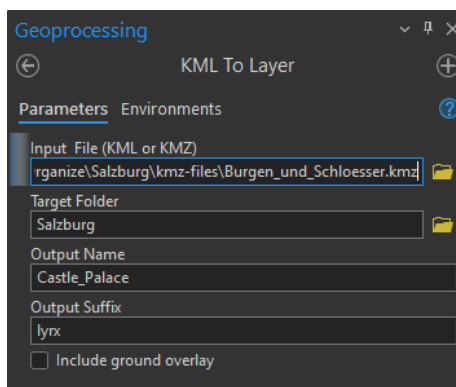 Geoprocessing
KML To Layer
Parameters Environments
Input File (KML or KMZ)
rganize\Salzburg\kmz-files\Burgen_und_Schloesser.kmz
Target Folder
Salzburg
Output Name
Castle_Palace
Output Suffix
lyrx
Include ground overlay